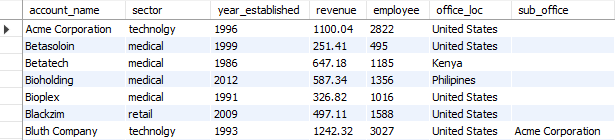 account_name sector year_established revenue employee office_loc sub_office
Acme Corporation technolgy 1996 1100.04 2822 United States
Betasoloin medical 1999 251.41 495 United States
Betatech medical 1986 647.18 1185 Kenya
Bioholding medical 2012 587.34 1356 Philipines
Bioplex medical 1991 326.82 1016 United States
Blackzim retail 2009 497.11 1588 United States
Bluth Company technolgy 1993 1242.32 3027 United States Acme Corporation